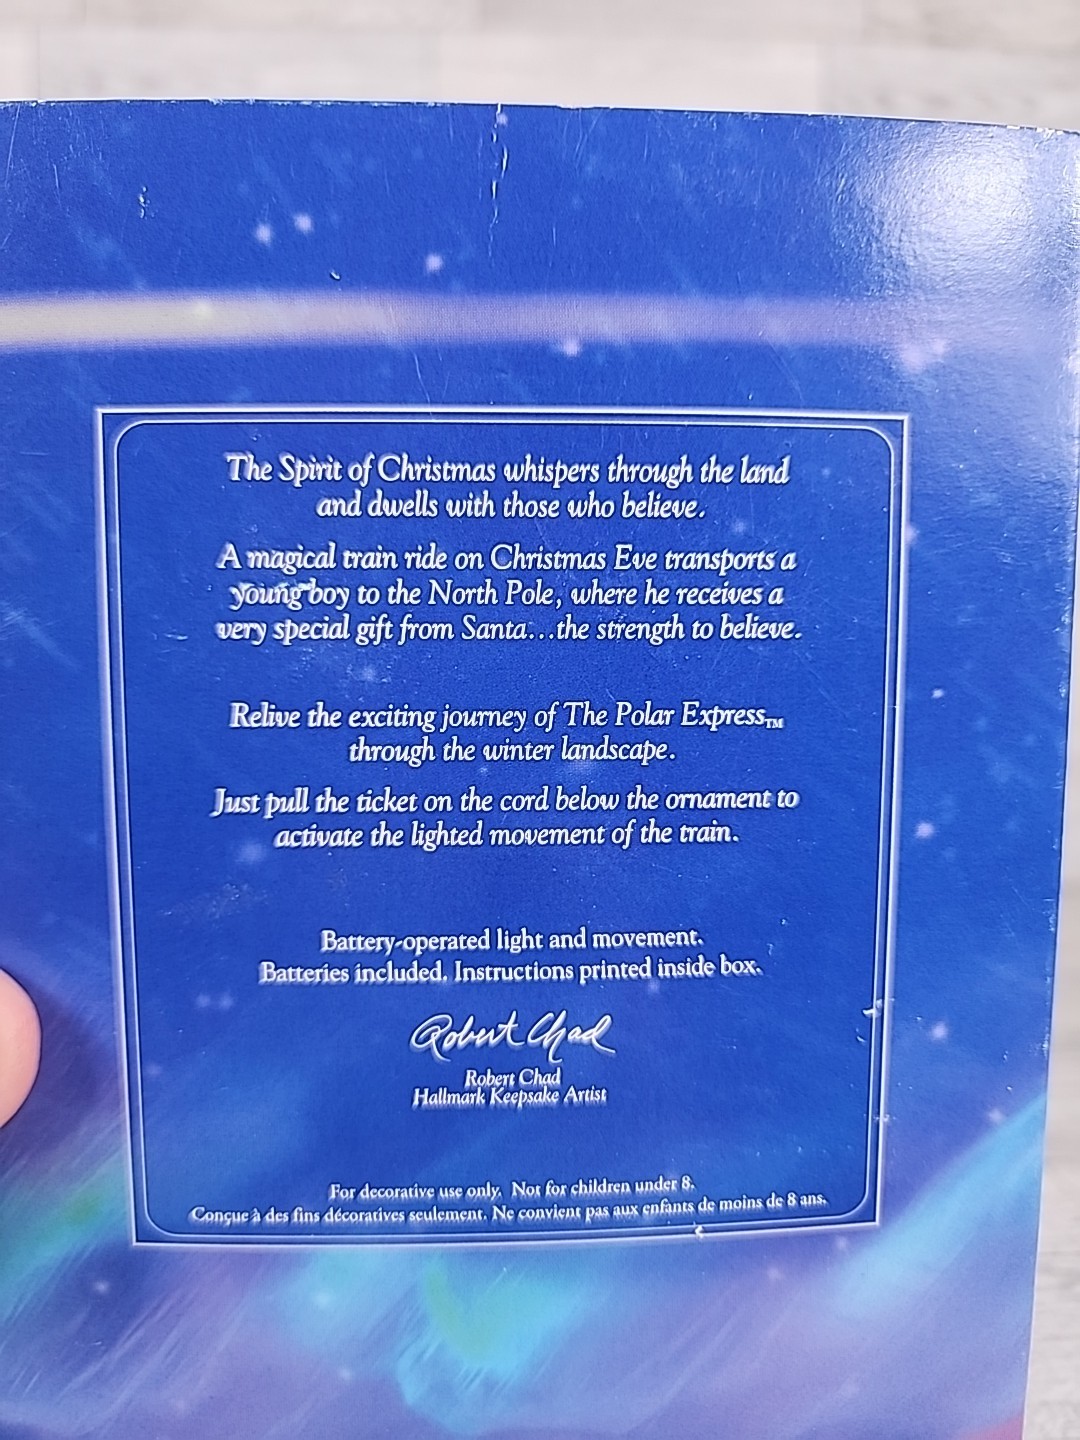 The Spirit of Christmas whispers through the land
and dwells with those who believe.
A magical train ride on Christmas Eve transports a
young boy to the North Pole, where he receives a
very special gift from Santa...the strength to believe.
Relive the exciting journey of The Polar Express™
through the winter landscape.
Just pull the ticket on the cord below the ornament to
activate the lighted movement of the train.
Battery-operated light and movement.
Batteries included. Instructions printed inside box.
Robert Chad
Robert Chad
Hallmark Keepsake Artist
For decorative use only. Not for children under 8.
Conçue à des fins décoratives seulement. Ne convient pas aux enfants de moins de 8 ans.